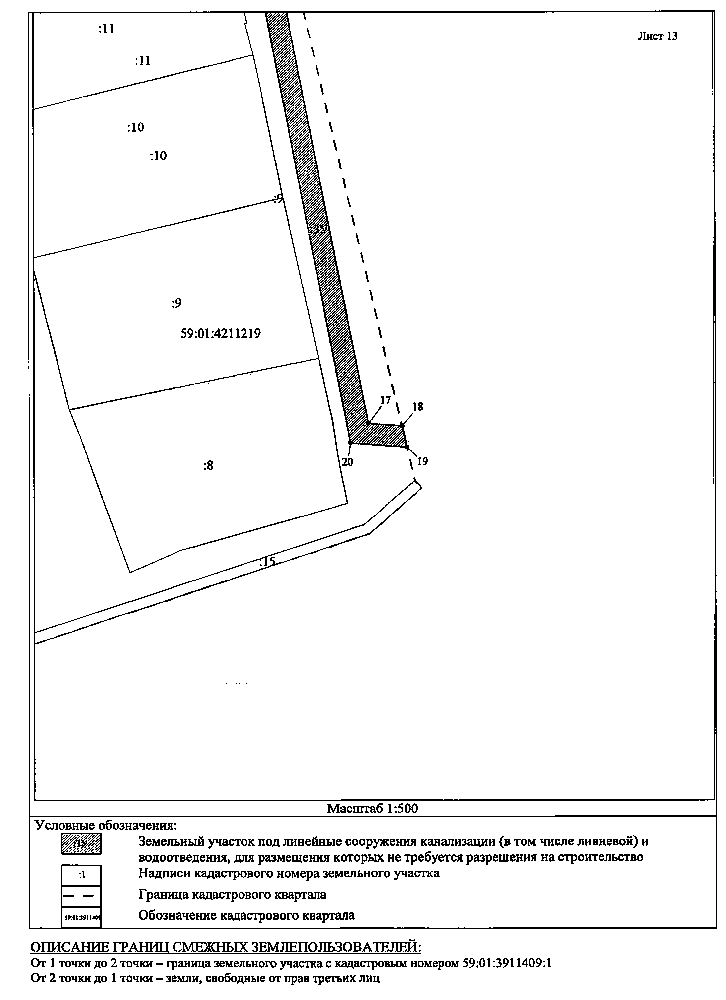 Лист 13
:11
:11
:10
:10
:9
:ЗУ
:9
59:01:4211219
17
18
:8
20
19
:15
Масштаб 1:500
Условные обозначения:
:ЗУ
Земельный участок под линейные сооружения канализации (в том числе ливневой) и
водоотведения, для размещения которых не требуется разрешения на строительство
:1
Надписи кадастрового номера земельного участка
Граница кадастрового квартала
59:01:3911409
Обозначение кадастрового квартала
ОПИСАНИЕ ГРАНИЦ СМЕЖНЫХ ЗЕМЛЕПОЛЬЗОВАТЕЛЕЙ:
От 1 точки до 2 точки – граница земельного участка с кадастровым номером 59:01:3911409:1
От 2 точки до 1 точки – земли, свободные от прав третьих лиц